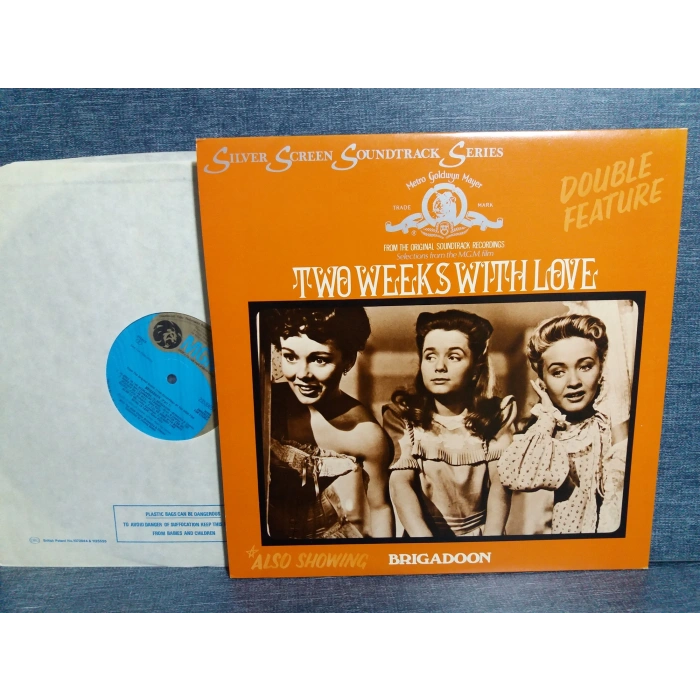 SILVER SCREEN SOUNDTRACK SERIES
Metro Goldwyn Mayer
TRADE MARK
DOUBLE
FEATURE
FROM THE ORIGINAL SOUNDTRACK RECORDINGS
Selections from the M.G.M. film
TWO WEEKS WITH LOVE
ALSO SHOWING BRIGADOON
PLASTIC BAGS CAN BE DANGEROUS
TO AVOID DANGER OF SUFFOCATION KEEP THIS
FROM BABIES AND CHILDREN